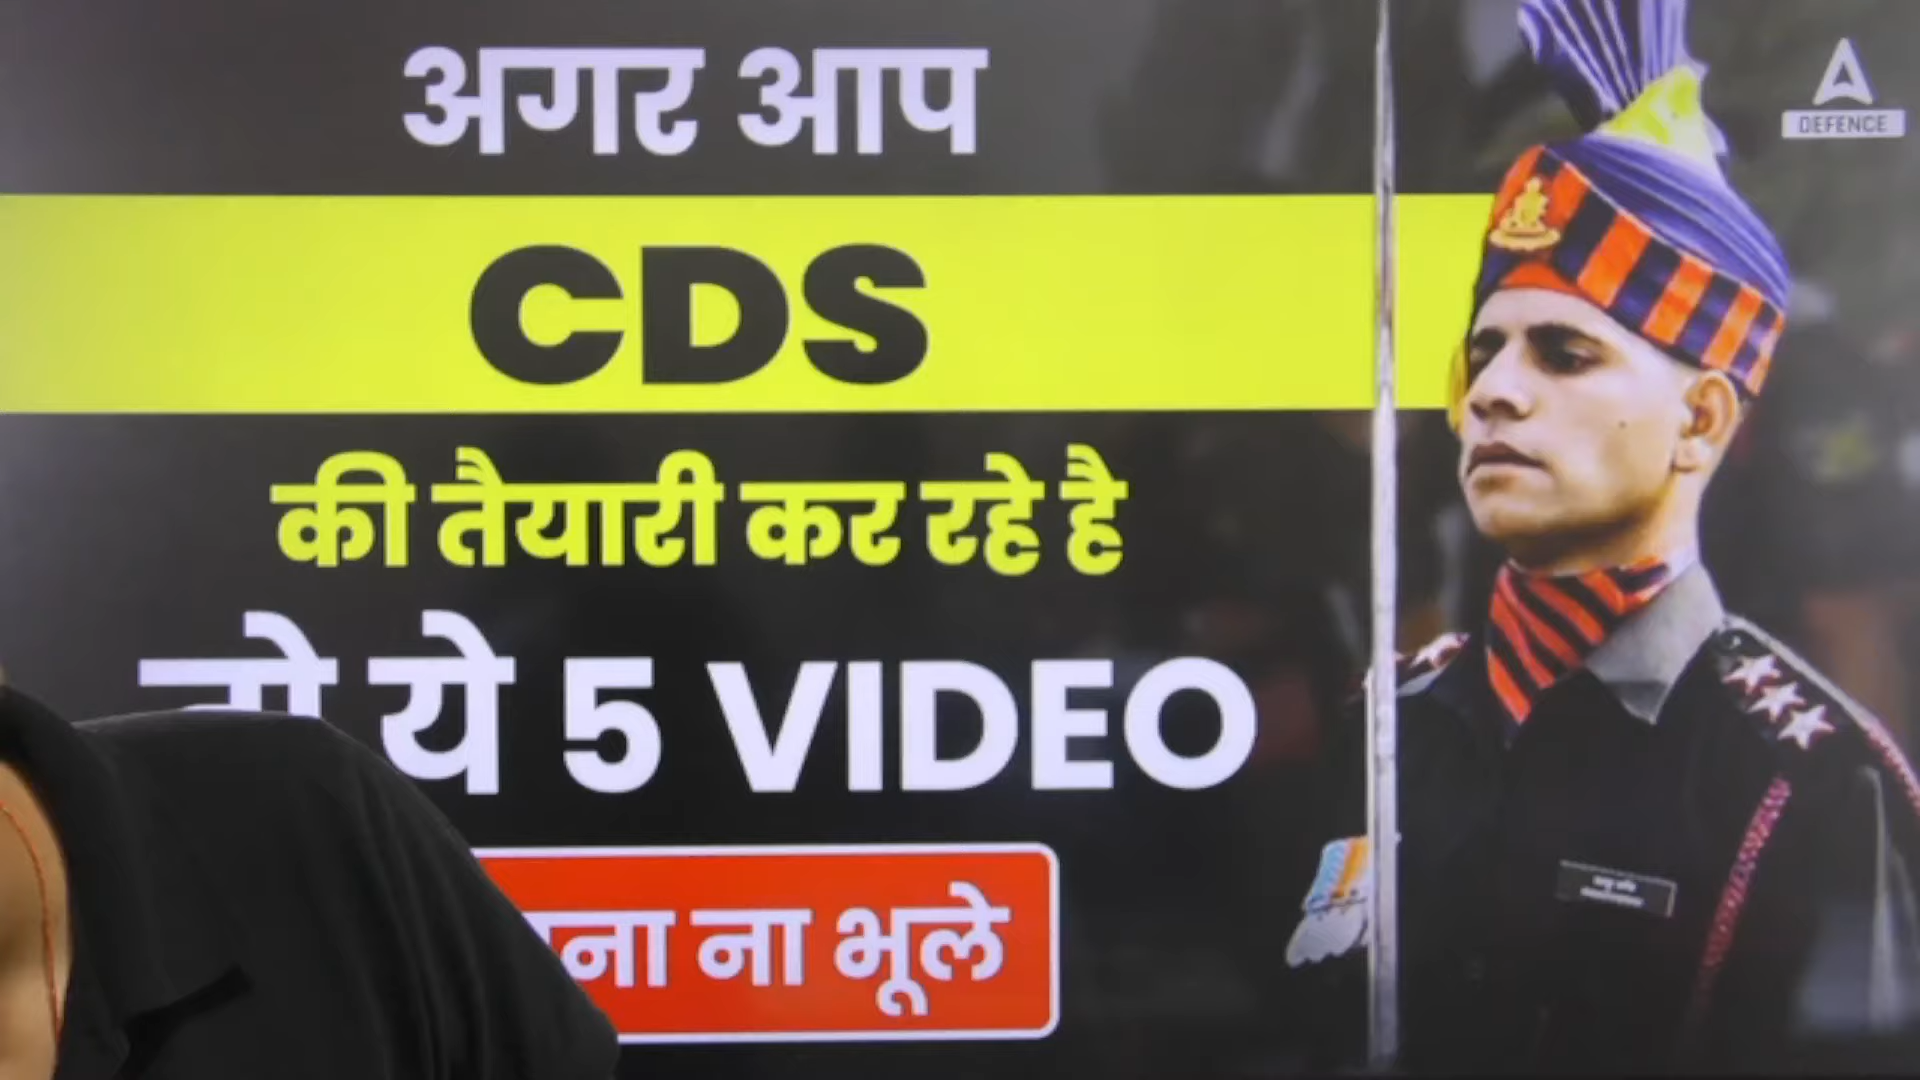 अगर आप
CDS
की तैयारी कर रहे है
तो ये 5 VIDEO
ना भूले
DEFENCE